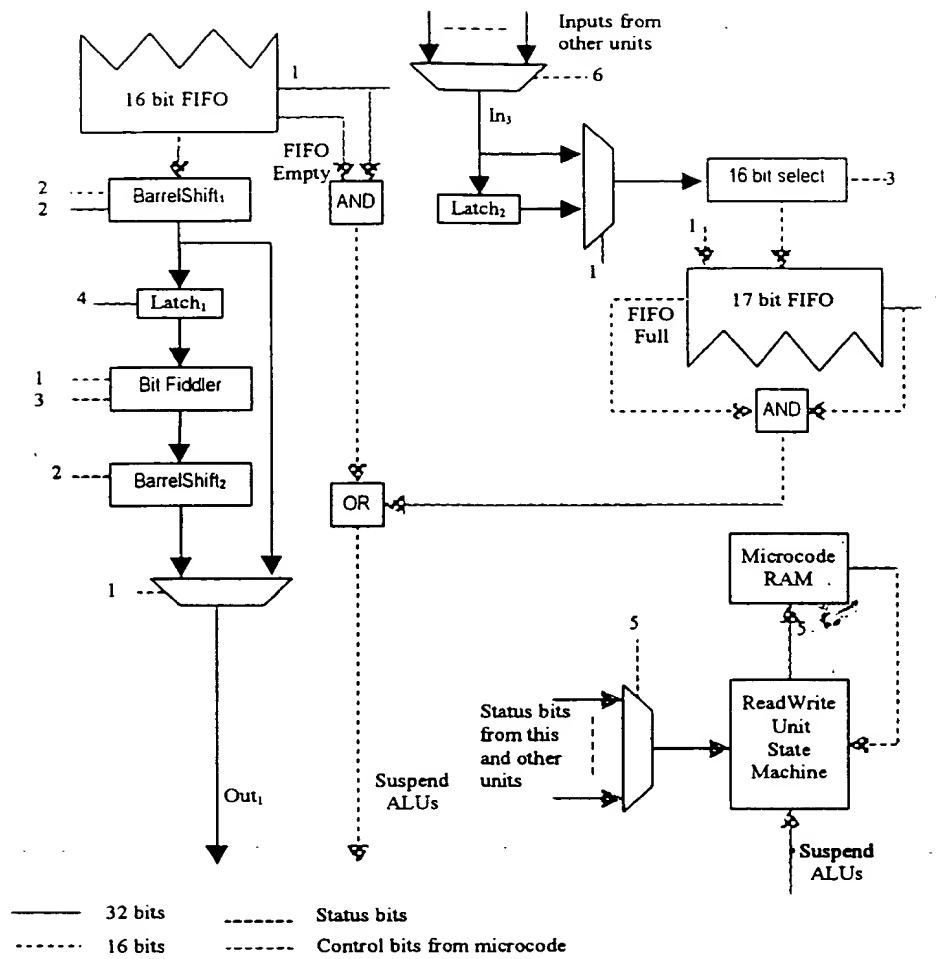 Inputs from
other units
1
16 bit FIFO
6
In₃
FIFO
Empty
2
2
BarrelShift₁
AND
Latch₂
16 bit select
3
1
1
4
Latch₁
FIFO
Full
17 bit FIFO
1
3
Bit Fiddler
AND
2
BarrelShift₂
OR
Microcode
RAM
1
5
5
Status bits
from this
and other
units
ReadWrite
Unit
State
Machine
Out₁
Suspend
ALUs
Suspend
ALUs
32 bits
Status bits
16 bits
Control bits from microcode